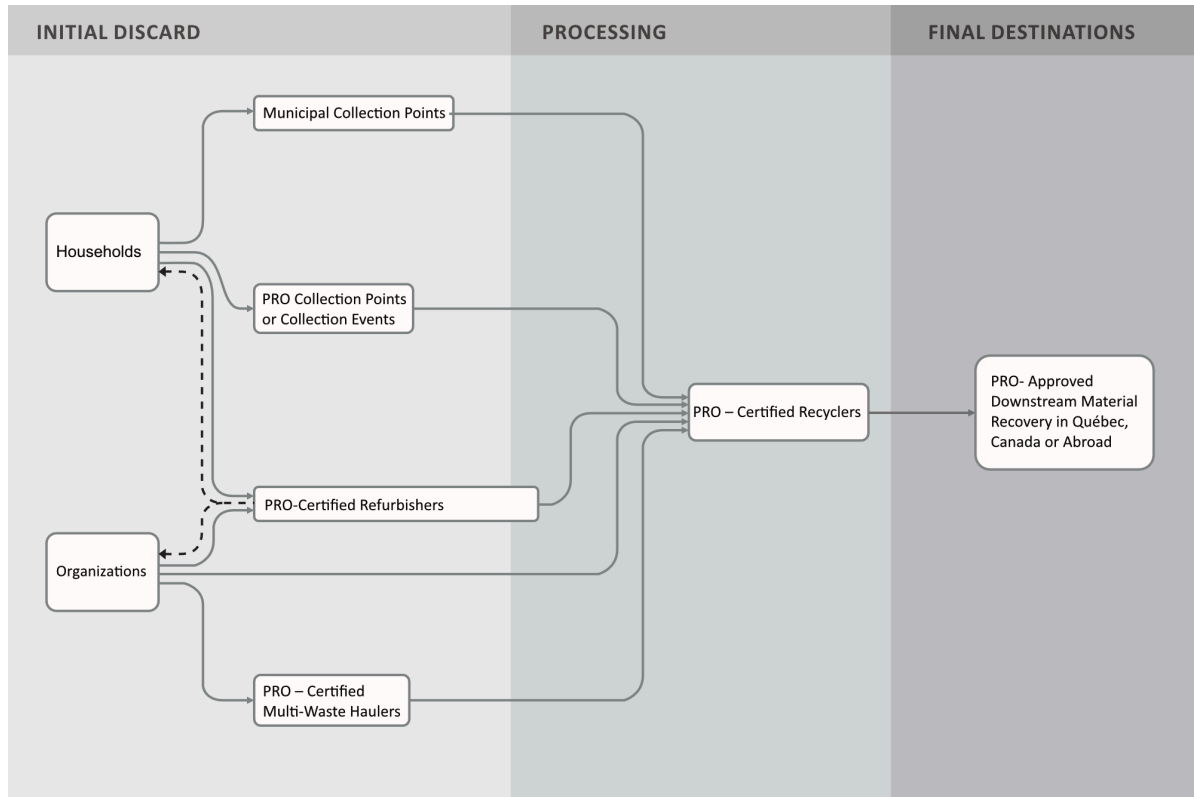 INITIAL DISCARD
PROCESSING
FINAL DESTINATIONS
Municipal Collection Points
Households
PRO Collection Points
or Collection Events
PRO – Certified Recyclers
PRO- Approved
Downstream Material
Recovery in Québec,
Canada or Abroad
PRO-Certified Refurbishers
Organizations
PRO – Certified
Multi-Waste Haulers